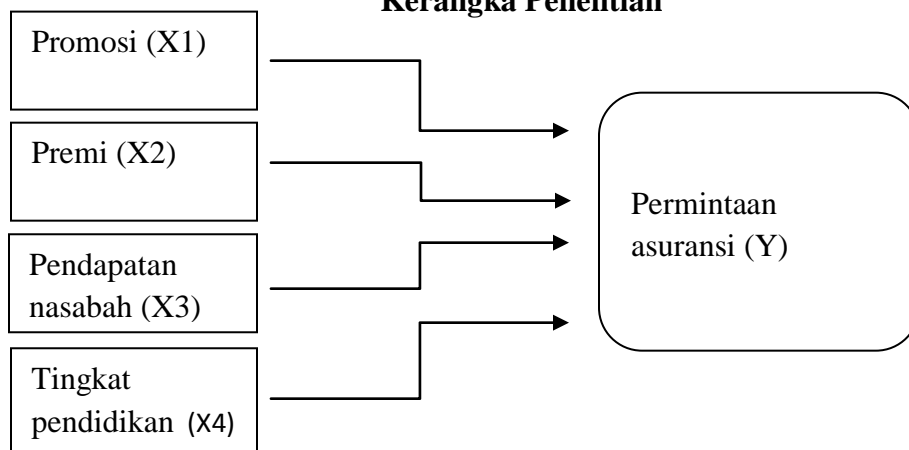 Kerangka Penelitian
Promosi (X1)
Premi (X2)
Pendapatan
nasabah (X3)
Tingkat
pendidikan (X4)
Permintaan
asuransi (Y)